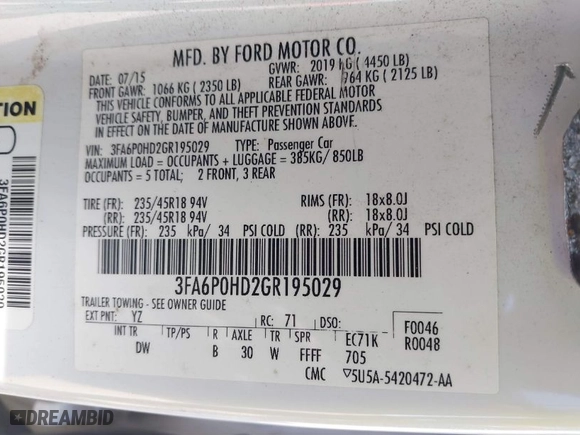 MFD. BY FORD MOTOR CO.
DATE: 07/15 GVWR: 2019 KG ( 4450 LB)
FRONT GAWR: 1066 KG ( 2350 LB) REAR GAWR: 964 KG ( 2125 LB)
THIS VEHICLE CONFORMS TO ALL APPLICABLE FEDERAL MOTOR
VEHICLE SAFETY, BUMPER, AND THEFT PREVENTION STANDARDS
IN EFFECT ON THE DATE OF MANUFACTURE SHOWN ABOVE.
VIN: 3FA6P0HD2GR195029 TYPE: Passenger Car
MAXIMUM LOAD = OCCUPANTS + LUGGAGE = 385KG/ 850LB
OCCUPANTS = 5 TOTAL; 2 FRONT, 3 REAR
TIRE (FR): 235/45R18 94V RIMS (FR): 18x8.0J
(RR): 235/45R18 94V (RR): 18x8.0J
PRESSURE (FR): 235 kPa/ 34 PSI COLD (RR): 235 kPa/ 34 PSI COLD
3FA6P0HD2GR195029
TRAILER TOWING - SEE OWNER GUIDE
EXT PNT: YZ RC: 71 DSO: F0046
INT TR TP/PS R AXLE TR SPR EC71K R0048
DW B 30 W FFFF 705
CMC ▽5U5A-5420472-AA
TION
3FA6P0HD2GR195029
DREAMBID